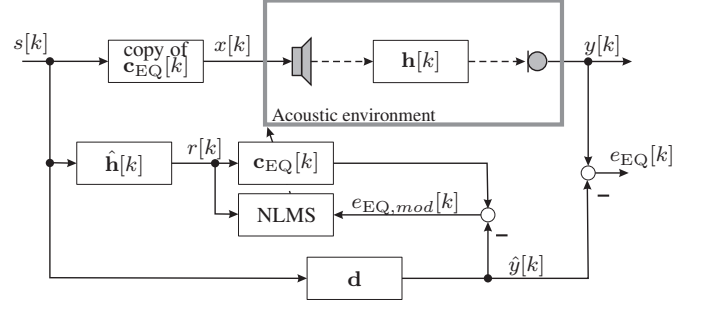 s[k]
copy of
c_EQ[k]
x[k]
h[k]
y[k]
Acoustic environment
ĥ[k]
r[k]
c_EQ[k]
e_EQ[k]
NLMS
e_EQ,mod[k]
d
ŷ[k]